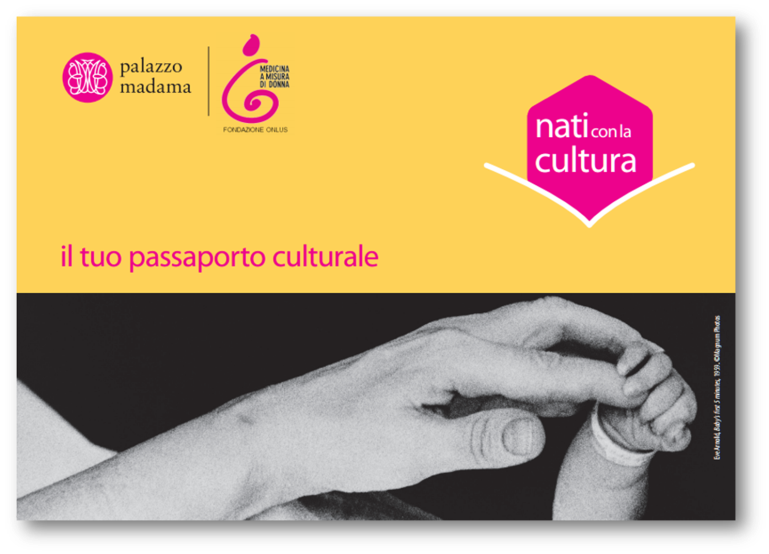 palazzo
madama
MEDICINA
A MISURA
DI DONNA
FONDAZIONE ONLUS
nati con la
cultura
il tuo passaporto culturale
Eve Arnold, Baby's first 5 minutes, 1959. ©Magnum Photos